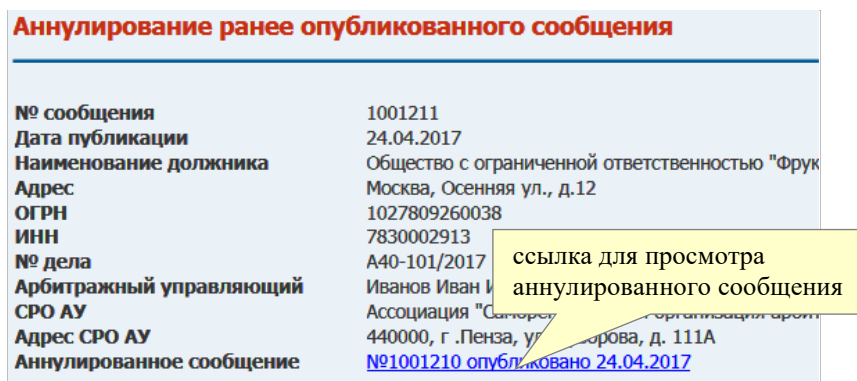 Аннулирование ранее опубликованного сообщения
№ сообщения 1001211
Дата публикации 24.04.2017
Наименование должника Общество с ограниченной ответственностью "Фрук
Адрес Москва, Осенняя ул., д.12
ОГРН 1027809260038
ИНН 7830002913
№ дела А40-101/2017
ссылка для просмотра
аннулированного сообщения
Арбитражный управляющий Иванов Иван
СРО АУ Ассоциация
Адрес СРО АУ 440000, г .Пенза, д. 111А
Аннулированное сообщение №1001210 опубликовано 24.04.2017